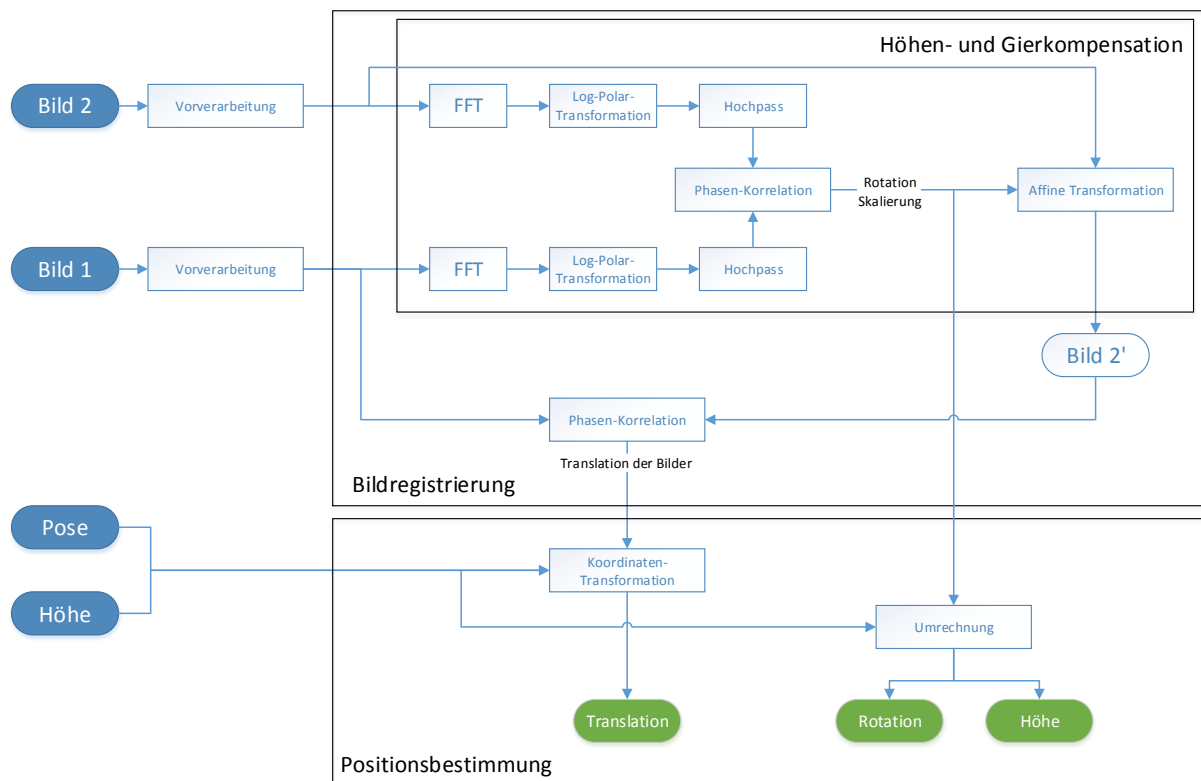 Höhen- und Gierkompensation
Bild 2
Vorverarbeitung
FFT
Log-Polar-
Transformation
Hochpass
Phasen-Korrelation
Rotation
Skalierung
Affine Transformation
Bild 1
Vorverarbeitung
FFT
Log-Polar-
Transformation
Hochpass
Bild 2'
Phasen-Korrelation
Translation der Bilder
Bildregistrierung
Pose
Höhe
Koordinaten-
Transformation
Umrechnung
Translation
Rotation
Höhe
Positionsbestimmung